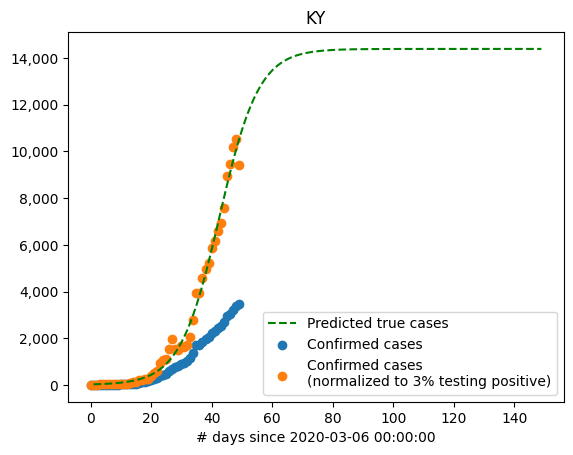 KY
14,000
12,000
10,000
8,000
6,000
4,000
2,000
0
Predicted true cases
Confirmed cases
Confirmed cases
(normalized to 3% testing positive)
0 20 40 60 80 100 120 140
# days since 2020-03-06 00:00:00